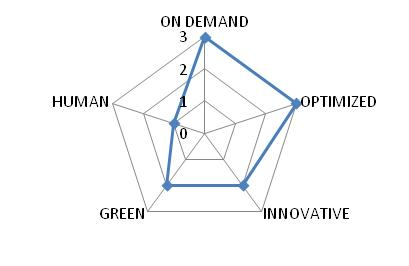 ON DEMAND
3
2
HUMAN
1
OPTIMIZED
0
GREEN
INNOVATIVE